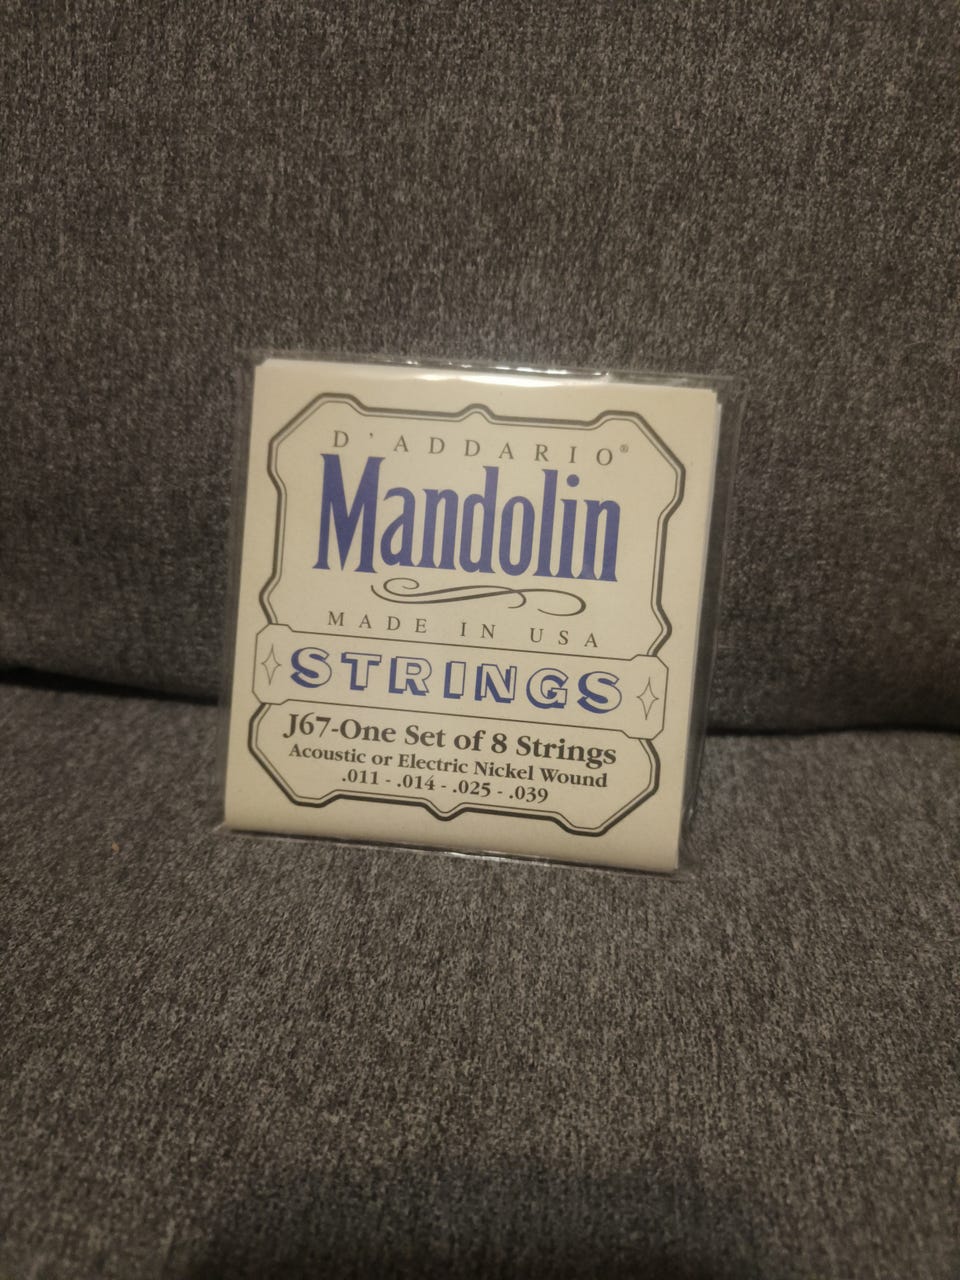 D'ADDARIO®
Mandolin
MADE IN USA
STRINGS
J67-One Set of 8 Strings
Acoustic or Electric Nickel Wound
.011 - .014 - .025 - .039